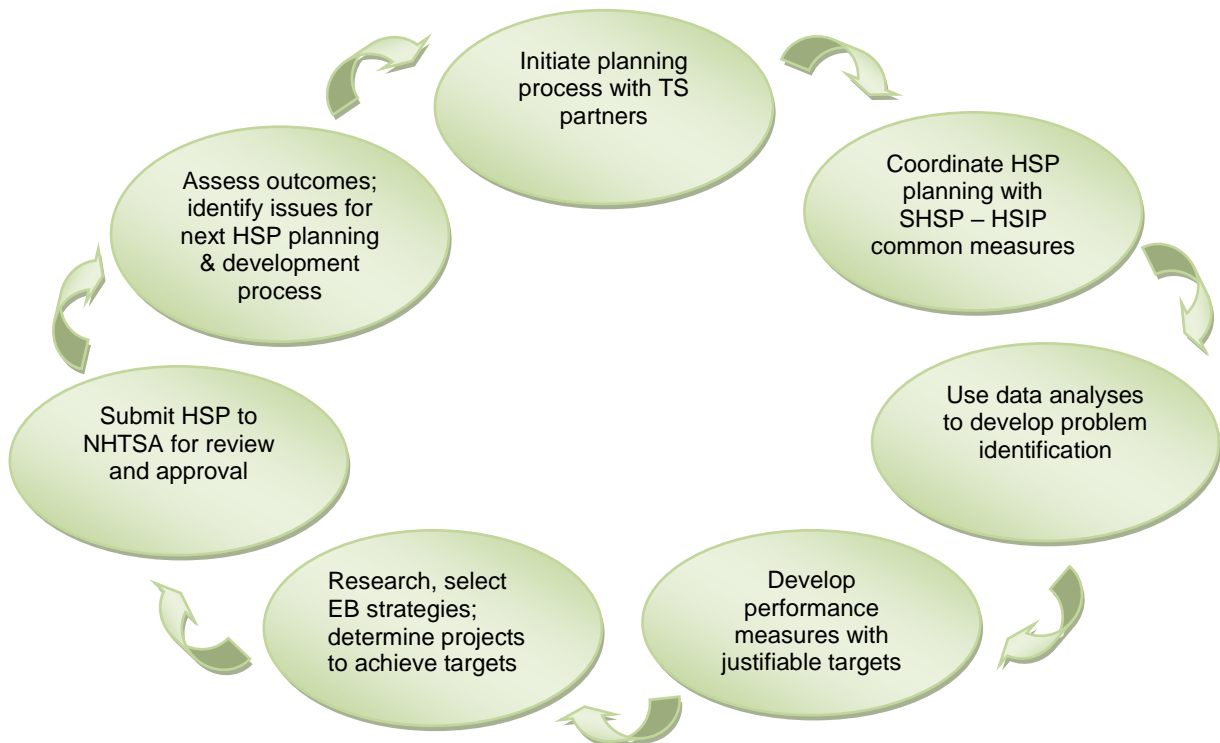 Initiate planning
process with TS
partners
Coordinate HSP
planning with
SHSP – HSIP
common measures
Use data analyses
to develop problem
identification
Develop
performance
measures with
justifiable targets
Research, select
EB strategies;
determine projects
to achieve targets
Submit HSP to
NHTSA for review
and approval
Assess outcomes;
identify issues for
next HSP planning
& development
process